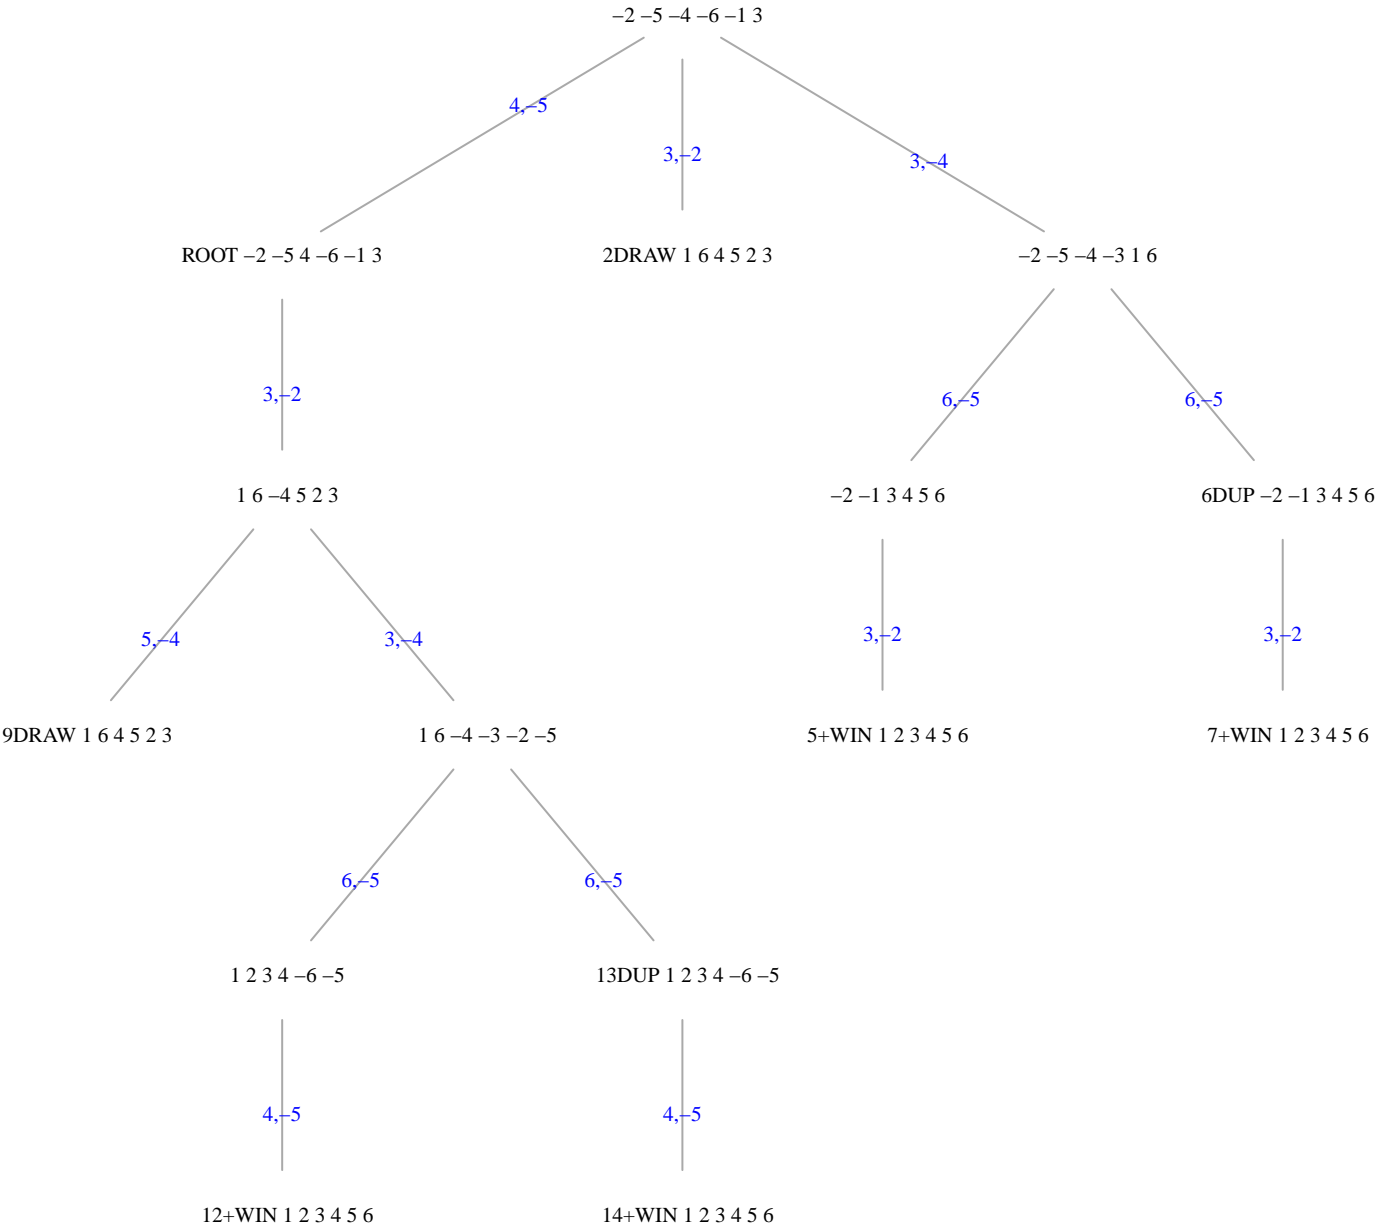 –2 –5 –4 –6 –1 3
4,–5
3,–2
3,–4
ROOT –2 –5 4 –6 –1 3
2DRAW 1 6 4 5 2 3
–2 –5 –4 –3 1 6
3,–2
6,–5
6,–5
1 6 –4 5 2 3
–2 –1 3 4 5 6
6DUP –2 –1 3 4 5 6
5,–4
3,–4
3,–2
3,–2
9DRAW 1 6 4 5 2 3
1 6 –4 –3 –2 –5
5+WIN 1 2 3 4 5 6
7+WIN 1 2 3 4 5 6
6,–5
6,–5
1 2 3 4 –6 –5
13DUP 1 2 3 4 –6 –5
4,–5
4,–5
12+WIN 1 2 3 4 5 6
14+WIN 1 2 3 4 5 6